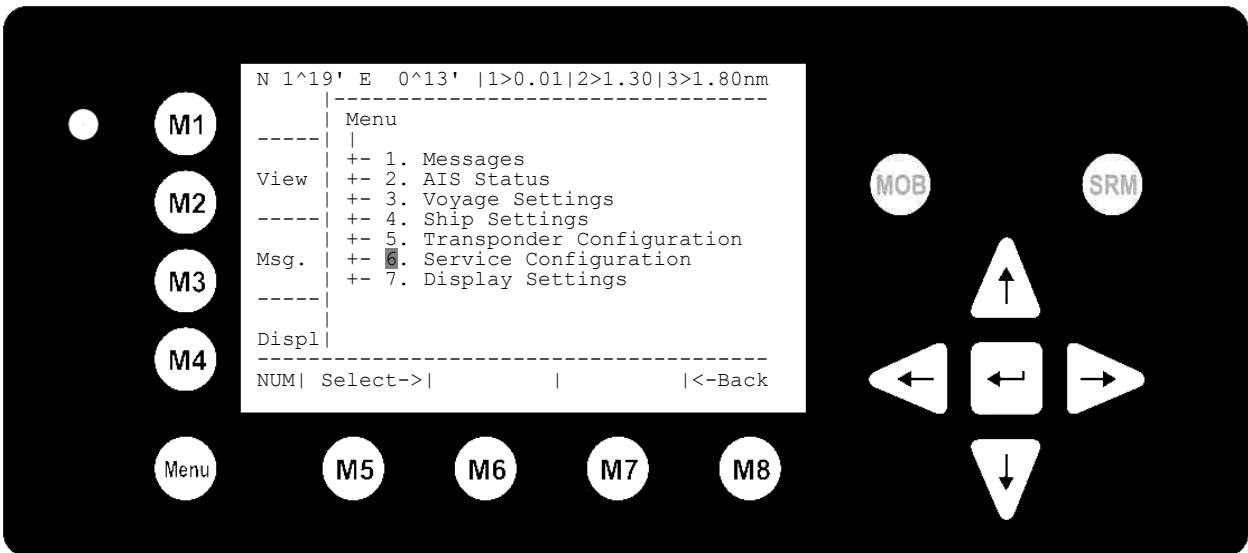 N 1^19' E  0^13' |1>0.01|2>1.30|3>1.80nm
|----------------------------------
M1 | Menu
-----| |
| +- 1. Messages
View | +- 2. AIS Status
MOB SRM
M2 | +- 3. Voyage Settings
-----| +- 4. Ship Settings
| +- 5. Transponder Configuration
Msg. | +- 6. Service Configuration
M3 | +- 7. Display Settings
-----|
|
Displ|
M4 ----------------------------------------
NUM| Select->|       |       |<-Back
Menu M5 M6 M7 M8